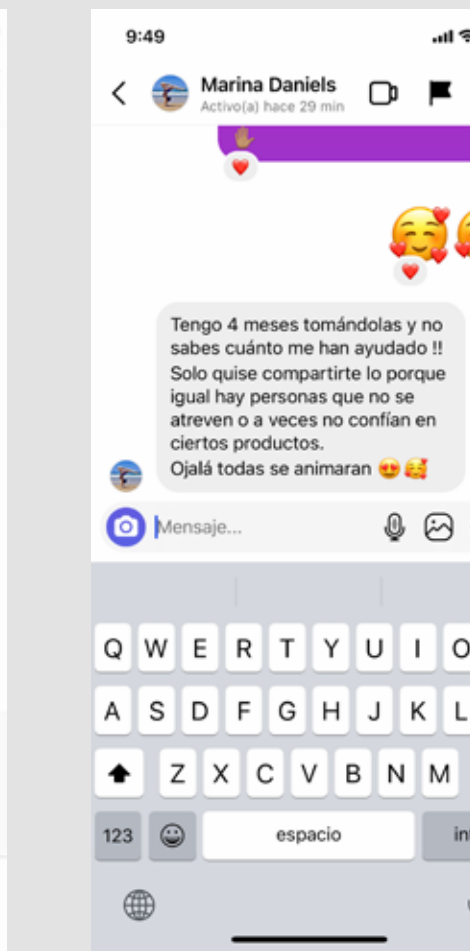 9:49
Marina Daniels
Activo(a) hace 29 min
Tengo 4 meses tomándolas y no
sabes cuánto me han ayudado !!
Solo quise compartirte lo porque
igual hay personas que no se
atreven o a veces no confían en
ciertos productos.
Ojalá todas se animaran 😍🥰
Mensaje...
Q W E R T Y U I O
A S D F G H J K L
Z X C V B N M
123 espacio